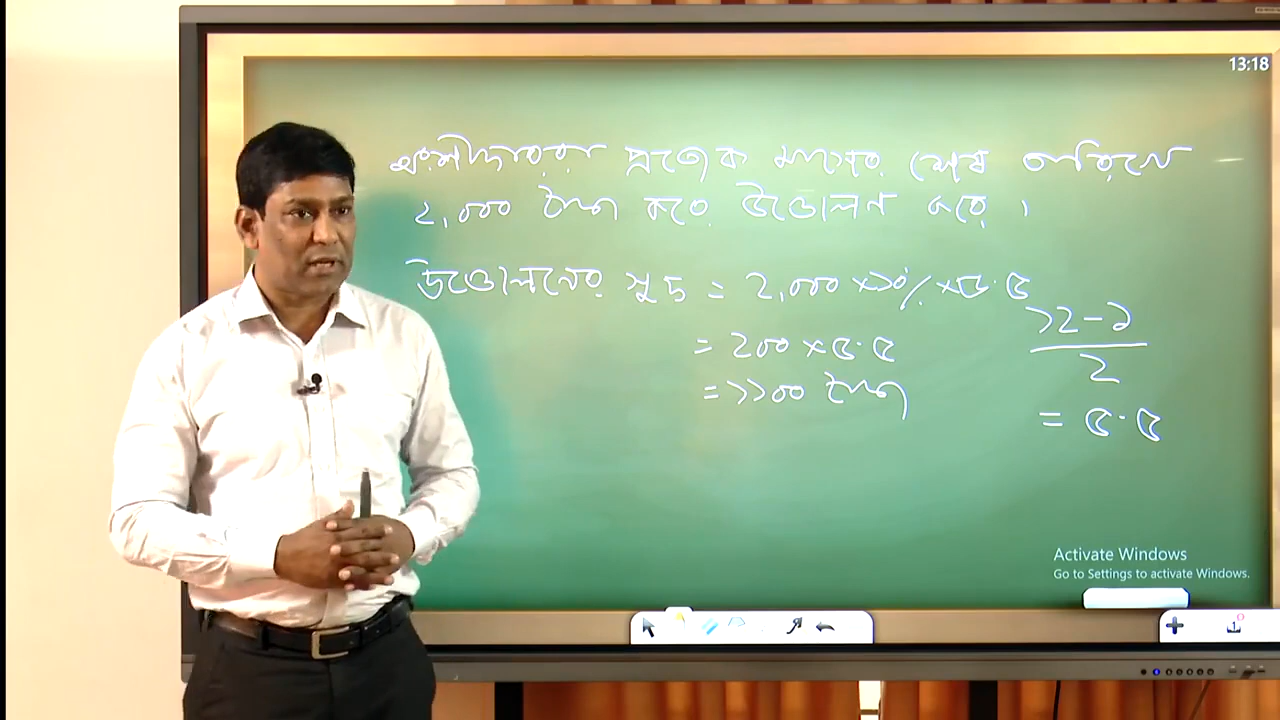 13:18
অংশীদাররা প্রত্যেক মাসের শেষ তারিখে
২,০০০ টাকা করে উত্তোলন করে ।
উত্তোলনের সুদ = ২,০০০ × ১০% × ৫.৫
= ২০০ × ৫.৫
= ১১০০ টাকা
১২ - ১
২
= ৫.৫
Activate Windows
Go to Settings to activate Windows.